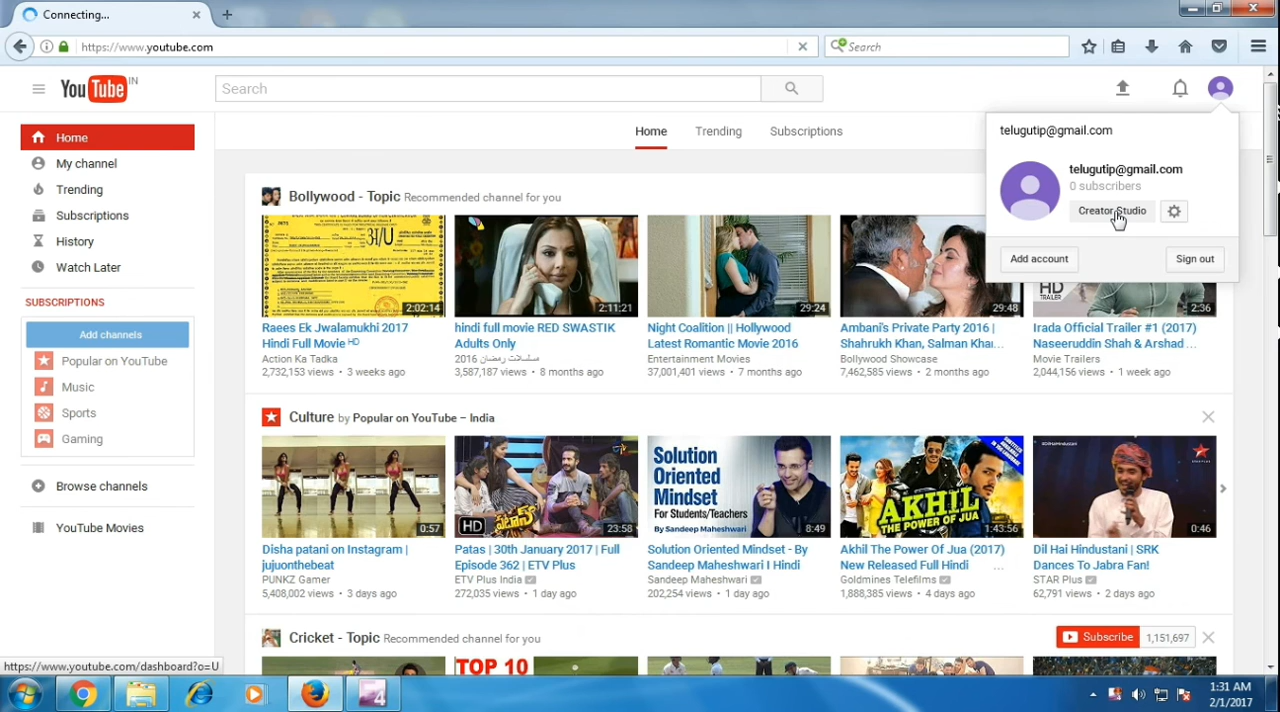 Connecting...
https://www.youtube.com
Search
YouTube IN
Search
telugutip@gmail.com
telugutip@gmail.com
0 subscribers
Creator Studio
Add account
Sign out
Home
My channel
Trending
Subscriptions
History
Watch Later
SUBSCRIPTIONS
Add channels
Popular on YouTube
Music
Sports
Gaming
Browse channels
YouTube Movies
Home Trending Subscriptions
Bollywood - Topic Recommended channel for you
2:02:14
2:11:21
29:24
29:48
HD
TRAILER
2:36
Raees Ek Jwalamukhi 2017
Hindi Full Movie HD
Action Ka Tadka
2,732,153 views • 3 weeks ago
hindi full movie RED SWASTIK
Adults Only
مسلسلات رمضان 2016
3,587,187 views • 8 months ago
Night Coalition || Hollywood
Latest Romantic Movie 2016
Entertainment Movies
37,001,401 views • 7 months ago
Ambani's Private Party 2016 |
Shahrukh Khan, Salman Kha...
Bollywood Showcase
7,462,585 views • 2 months ago
Irada Official Trailer #1 (2017)
Naseeruddin Shah & Arshad ...
Movie Trailers
2,044,156 views • 1 week ago
Culture by Popular on YouTube – India
0:57
HD
23:58
Solution
Oriented
Mindset
For Students/Teachers
By Sandeep Maheshwari
8:49
AKHIL
THE POWER OF JUA
1:43:56
#DilHaiHindustani
0:46
Disha patani on Instagram |
jujuonthebeat
PUNKZ Gamer
5,408,002 views • 3 days ago
Patas | 30th January 2017 | Full
Episode 362 | ETV Plus
ETV Plus India
272,035 views • 1 day ago
Solution Oriented Mindset - By
Sandeep Maheshwari I Hindi
Sandeep Maheshwari
202,254 views • 1 day ago
Akhil The Power Of Jua (2017)
New Released Full Hindi ...
Goldmines Telefilms
1,888,385 views • 4 days ago
Dil Hai Hindustani | SRK
Dances To Jabra Fan!
STAR Plus
62,791 views • 2 days ago
Cricket - Topic Recommended channel for you
Subscribe 1,151,697
TOP 10
https://www.youtube.com/dashboard?o=U
1:31 AM
2/1/2017